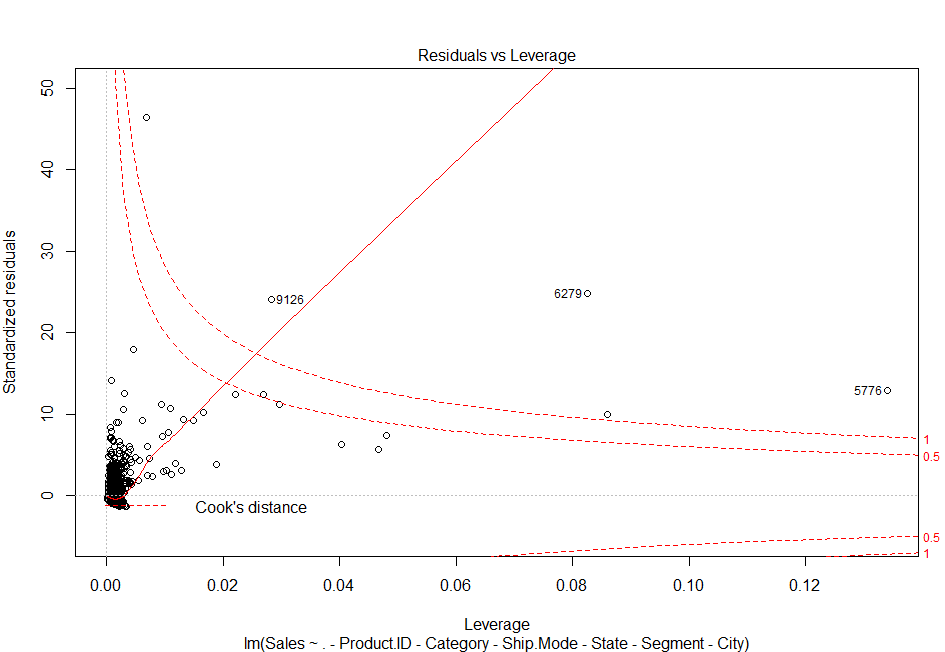 Residuals vs Leverage
Standardized residuals
50
40
30
20
10
0
9126
6279
5776
1
0.5
0.5
1
Cook's distance
0.00 0.02 0.04 0.06 0.08 0.10 0.12
Leverage
lm(Sales ~ . - Product.ID - Category - Ship.Mode - State - Segment - City)